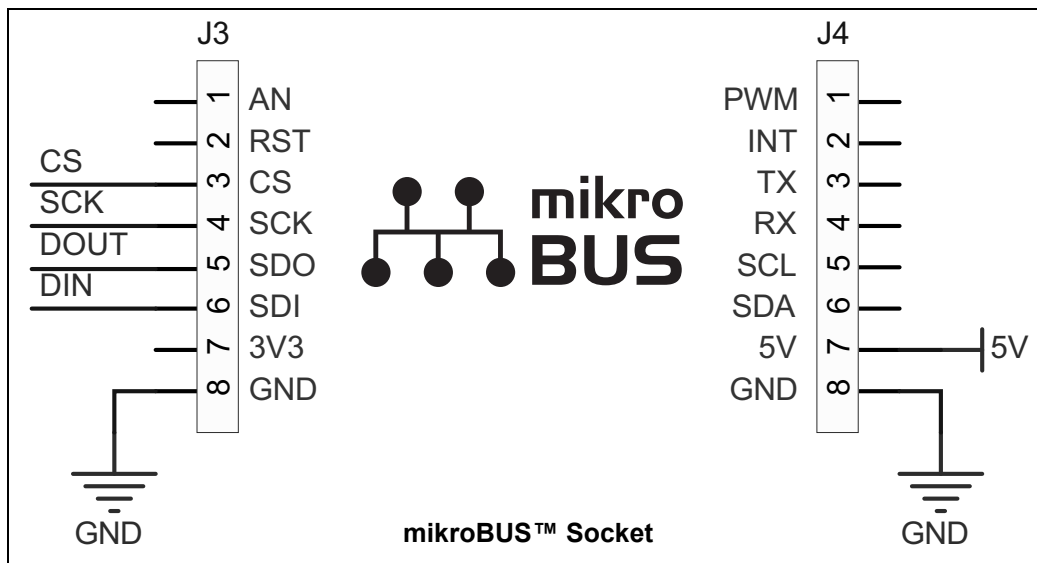 J3
J4
1 AN
2 RST
CS 3 CS
SCK 4 SCK
DOUT 5 SDO
DIN 6 SDI
7 3V3
8 GND
GND
mikro
BUS
PWM 1
INT 2
TX 3
RX 4
SCL 5
SDA 6
5V 7 5V
GND 8
GND
mikroBUS™ Socket